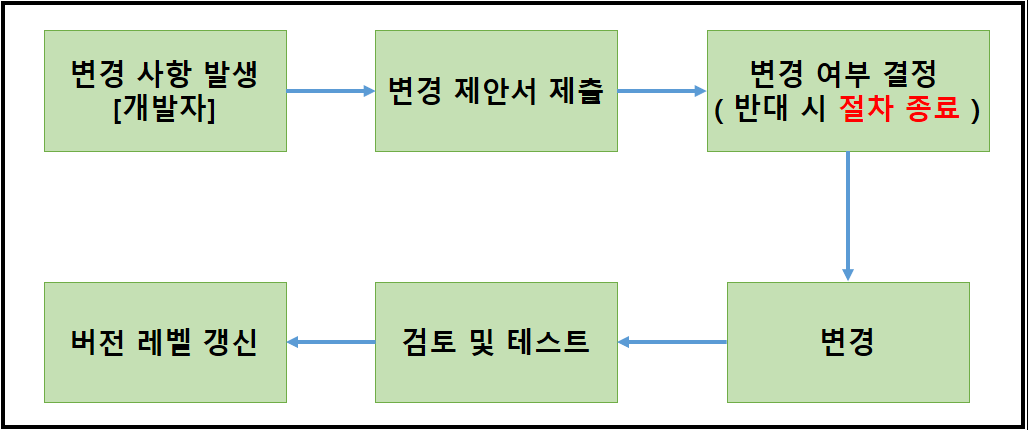 변경 사항 발생
[개발자]
변경 제안서 제출
변경 여부 결정
( 반대 시 절차 종료 )
변경
검토 및 테스트
버전 레벨 갱신